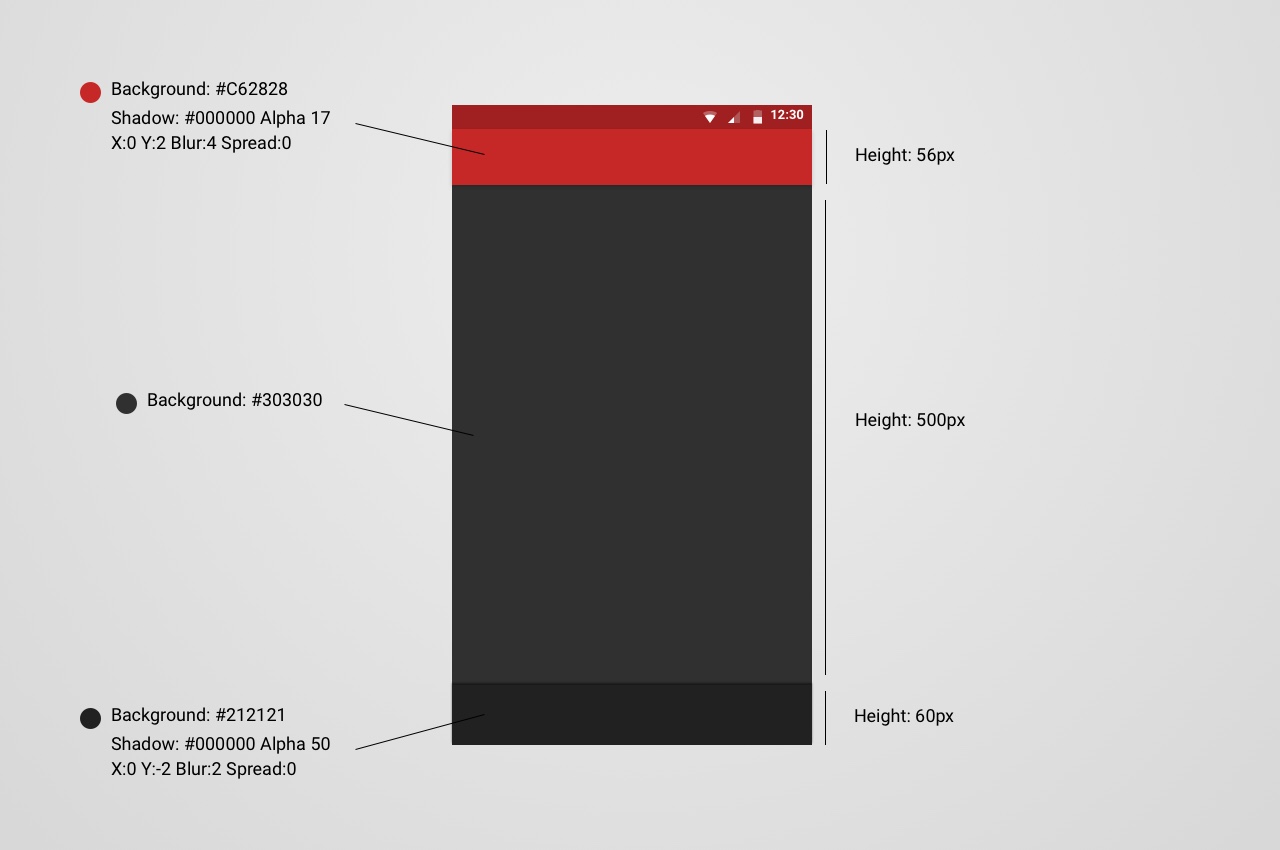 Background: #C62828
Shadow: #000000 Alpha 17
X:0 Y:2 Blur:4 Spread:0
12:30
Height: 56px
Background: #303030
Height: 500px
Background: #212121
Shadow: #000000 Alpha 50
X:0 Y:-2 Blur:2 Spread:0
Height: 60px